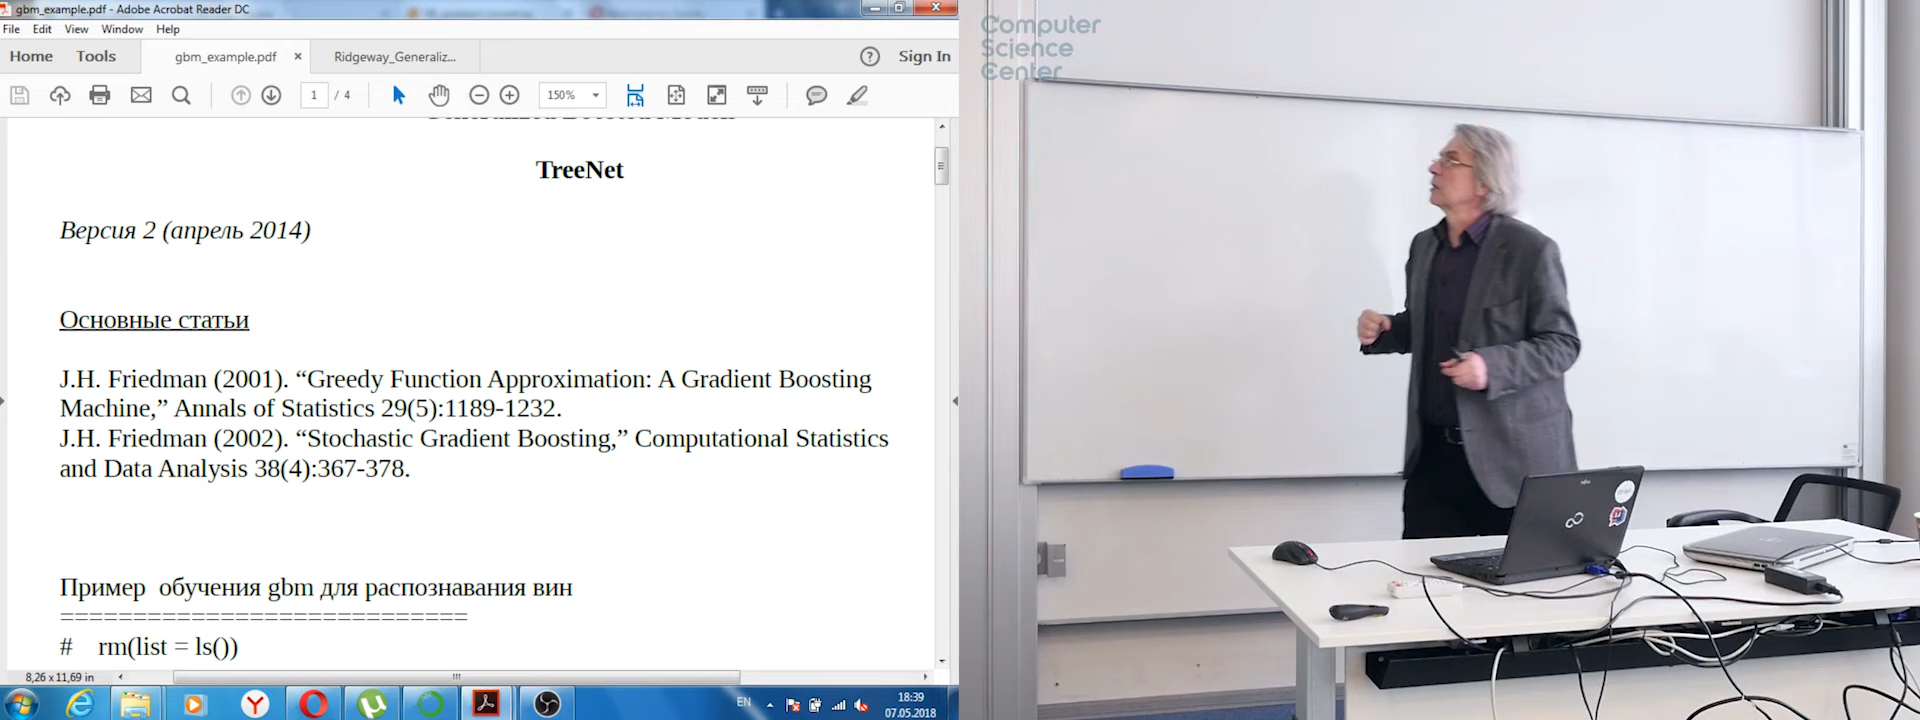 gbm_example.pdf - Adobe Acrobat Reader DC
File Edit View Window Help
Home Tools gbm_example.pdf × Ridgeway_Generaliz... Sign In
1 / 4 150%
TreeNet
Версия 2 (апрель 2014)
Основные статьи
J.H. Friedman (2001). “Greedy Function Approximation: A Gradient Boosting
Machine,” Annals of Statistics 29(5):1189-1232.
J.H. Friedman (2002). “Stochastic Gradient Boosting,” Computational Statistics
and Data Analysis 38(4):367-378.
Пример обучения gbm для распознавания вин
============================
# rm(list = ls())
8,26 x 11,69 in
EN 18:39
07.05.2018
Computer
Science
Center